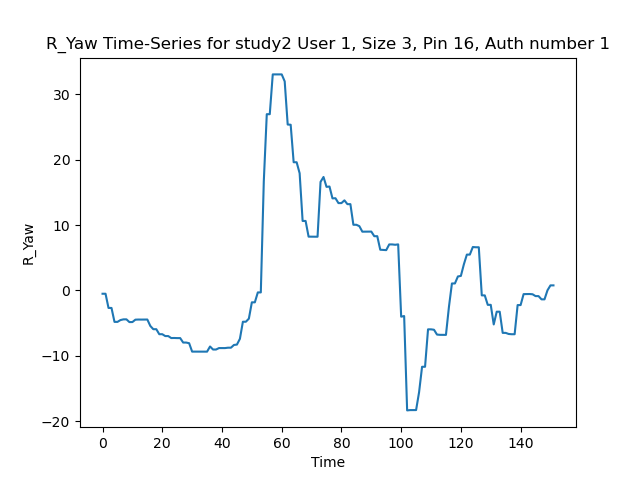 R_Yaw Time-Series for study2 User 1, Size 3, Pin 16, Auth number 1
30
20
10
0
−10
−20
R_Yaw
0 20 40 60 80 100 120 140
Time